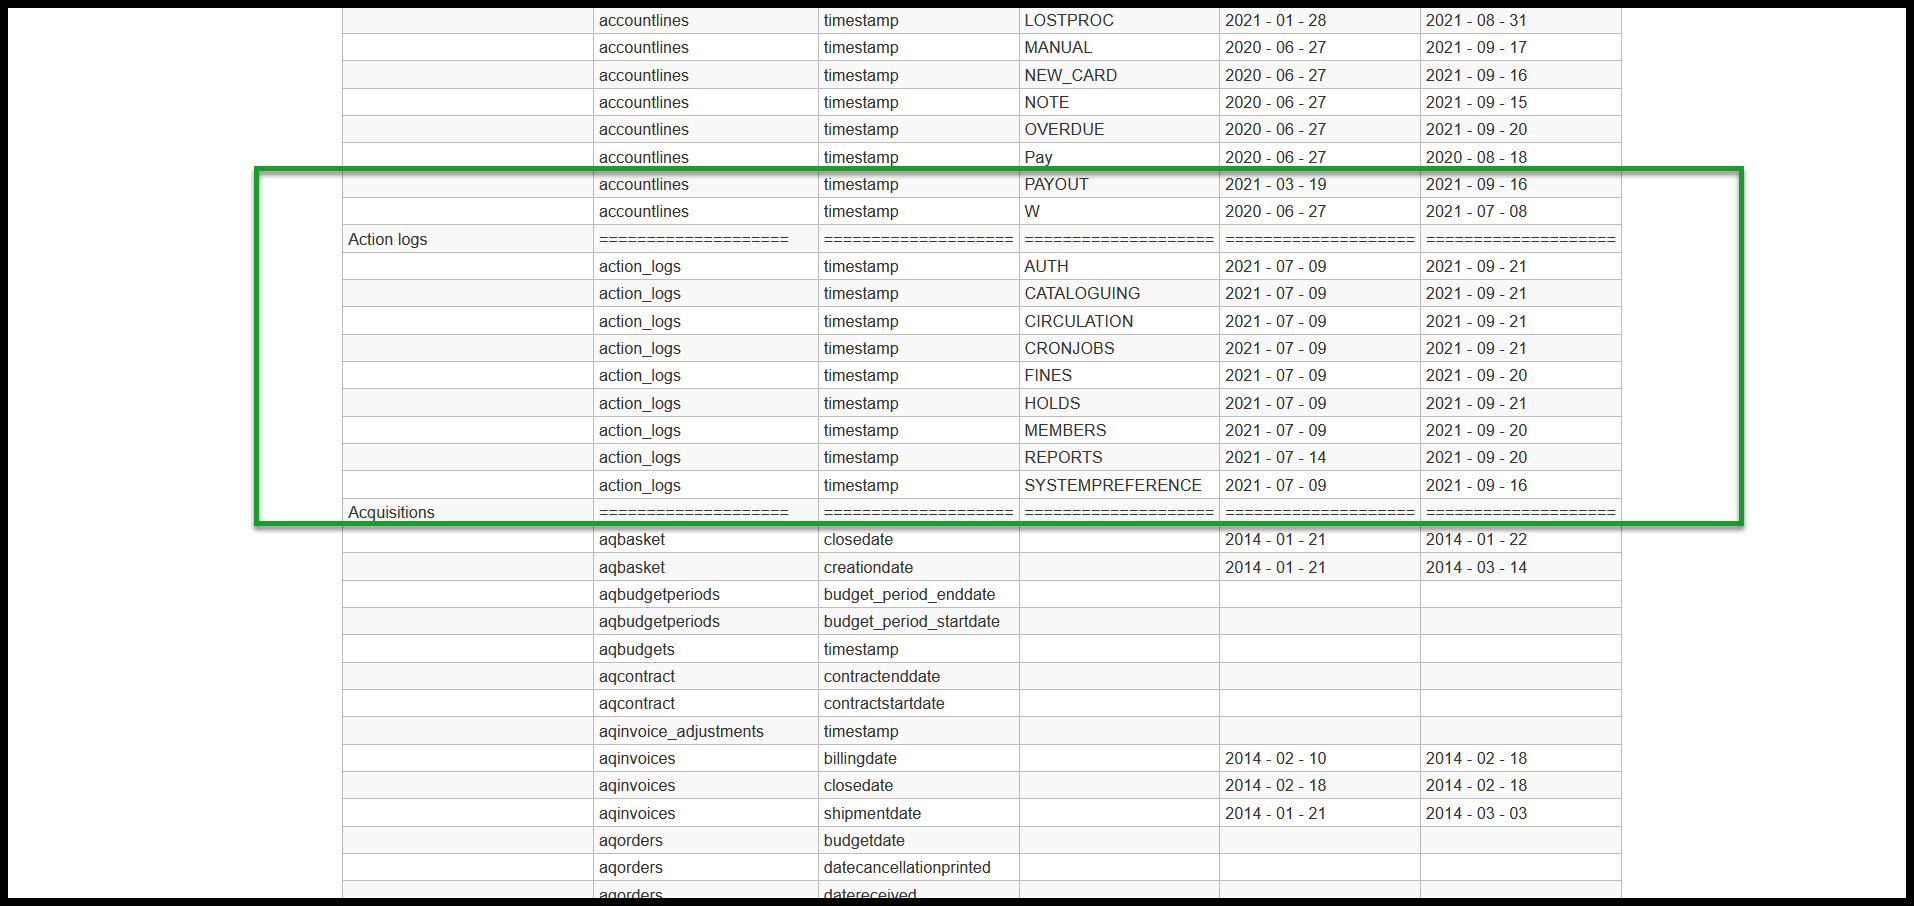 accountlines timestamp LOSTPROC 2021 - 01 - 28 2021 - 08 - 31
accountlines timestamp MANUAL 2020 - 06 - 27 2021 - 09 - 17
accountlines timestamp NEW_CARD 2020 - 06 - 27 2021 - 09 - 16
accountlines timestamp NOTE 2020 - 06 - 27 2021 - 09 - 15
accountlines timestamp OVERDUE 2020 - 06 - 27 2021 - 09 - 20
accountlines timestamp Pay 2020 - 06 - 27 2020 - 08 - 18
accountlines timestamp PAYOUT 2021 - 03 - 19 2021 - 09 - 16
accountlines timestamp W 2020 - 06 - 27 2021 - 07 - 08
Action logs ==================== ==================== ==================== ==================== ====================
action_logs timestamp AUTH 2021 - 07 - 09 2021 - 09 - 21
action_logs timestamp CATALOGUING 2021 - 07 - 09 2021 - 09 - 21
action_logs timestamp CIRCULATION 2021 - 07 - 09 2021 - 09 - 21
action_logs timestamp CRONJOBS 2021 - 07 - 09 2021 - 09 - 21
action_logs timestamp FINES 2021 - 07 - 09 2021 - 09 - 20
action_logs timestamp HOLDS 2021 - 07 - 09 2021 - 09 - 21
action_logs timestamp MEMBERS 2021 - 07 - 09 2021 - 09 - 20
action_logs timestamp REPORTS 2021 - 07 - 14 2021 - 09 - 20
action_logs timestamp SYSTEMPREFERENCE 2021 - 07 - 09 2021 - 09 - 16
Acquisitions ==================== ==================== ==================== ==================== ====================
aqbasket closedate 2014 - 01 - 21 2014 - 01 - 22
aqbasket creationdate 2014 - 01 - 21 2014 - 03 - 14
aqbudgetperiods budget_period_enddate
aqbudgetperiods budget_period_startdate
aqbudgets timestamp
aqcontract contractenddate
aqcontract contractstartdate
aqinvoice_adjustments timestamp
aqinvoices billingdate 2014 - 02 - 10 2014 - 02 - 18
aqinvoices closedate 2014 - 02 - 18 2014 - 02 - 18
aqinvoices shipmentdate 2014 - 01 - 21 2014 - 03 - 03
aqorders budgetdate
aqorders datecancellationprinted
aqorders datereceived